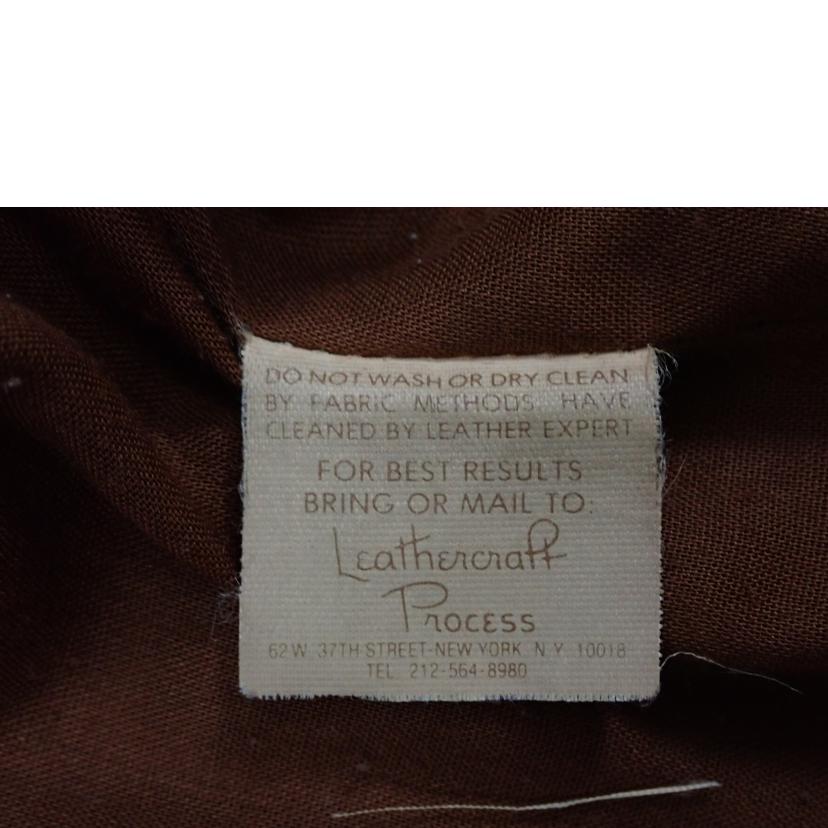 DO NOT WASH OR DRY CLEAN
BY FABRIC METHODS HAVE
CLEANED BY LEATHER EXPERT
FOR BEST RESULTS
BRING OR MAIL TO:
Leathercraft
Process
62 W. 37TH STREET-NEW YORK N.Y. 10018
TEL. 212-564-8980